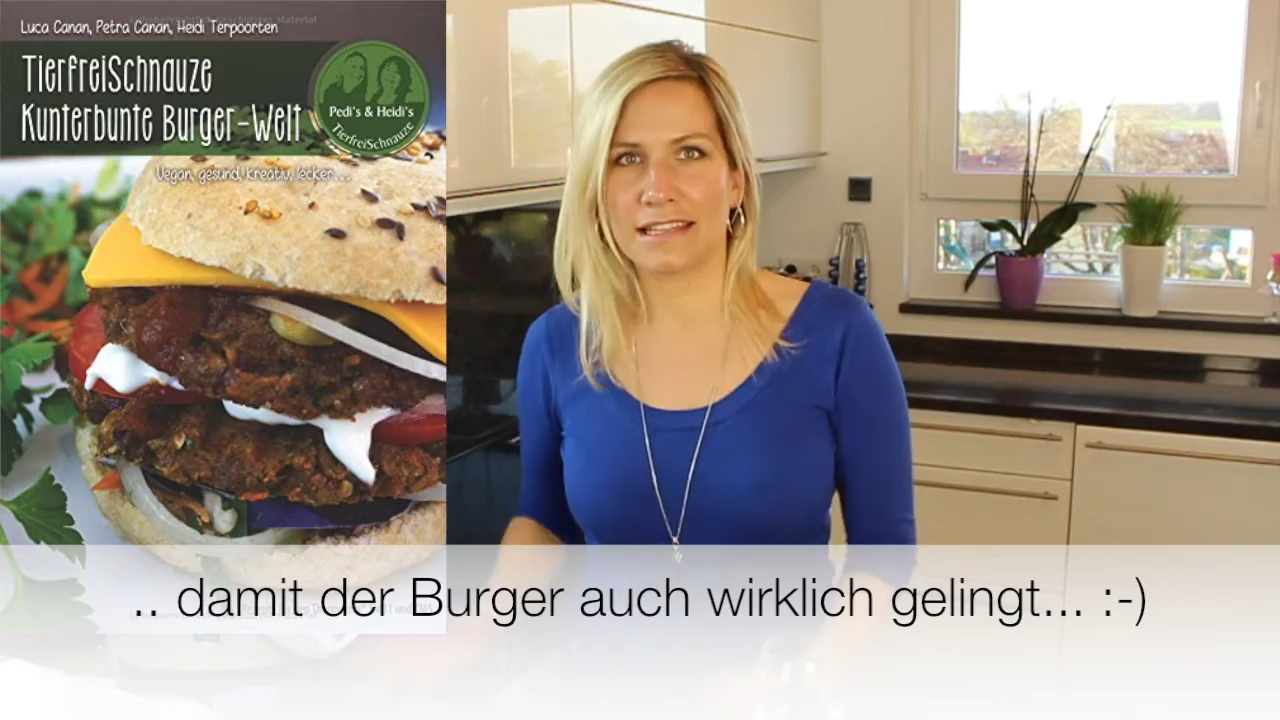 Luca Canan, Petra Canan, Heidi Terpoorten
TierfreiSchnauze
Kunterbunte Burger-Welt
Pedi's & Heidi's
TierfreiSchnauze
Vegan, gesund, kreativ, lecker...
.. damit der Burger auch wirklich gelingt... :-)